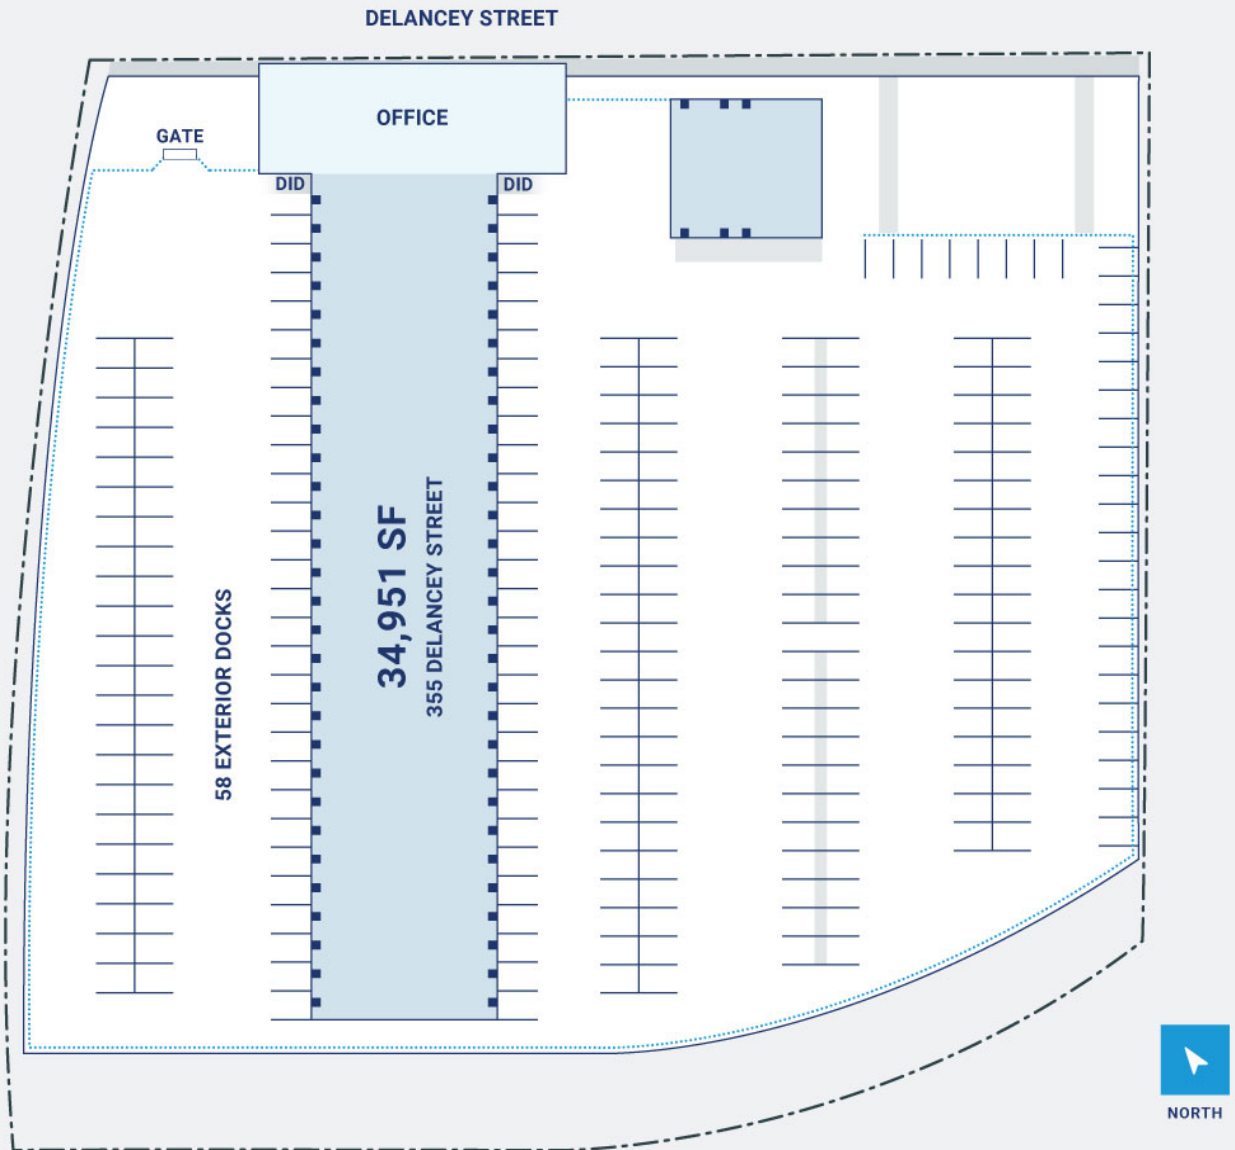 DELANCEY STREET
OFFICE
GATE
DID
DID
34,951 SF
355 DELANCEY STREET
58 EXTERIOR DOCKS
NORTH